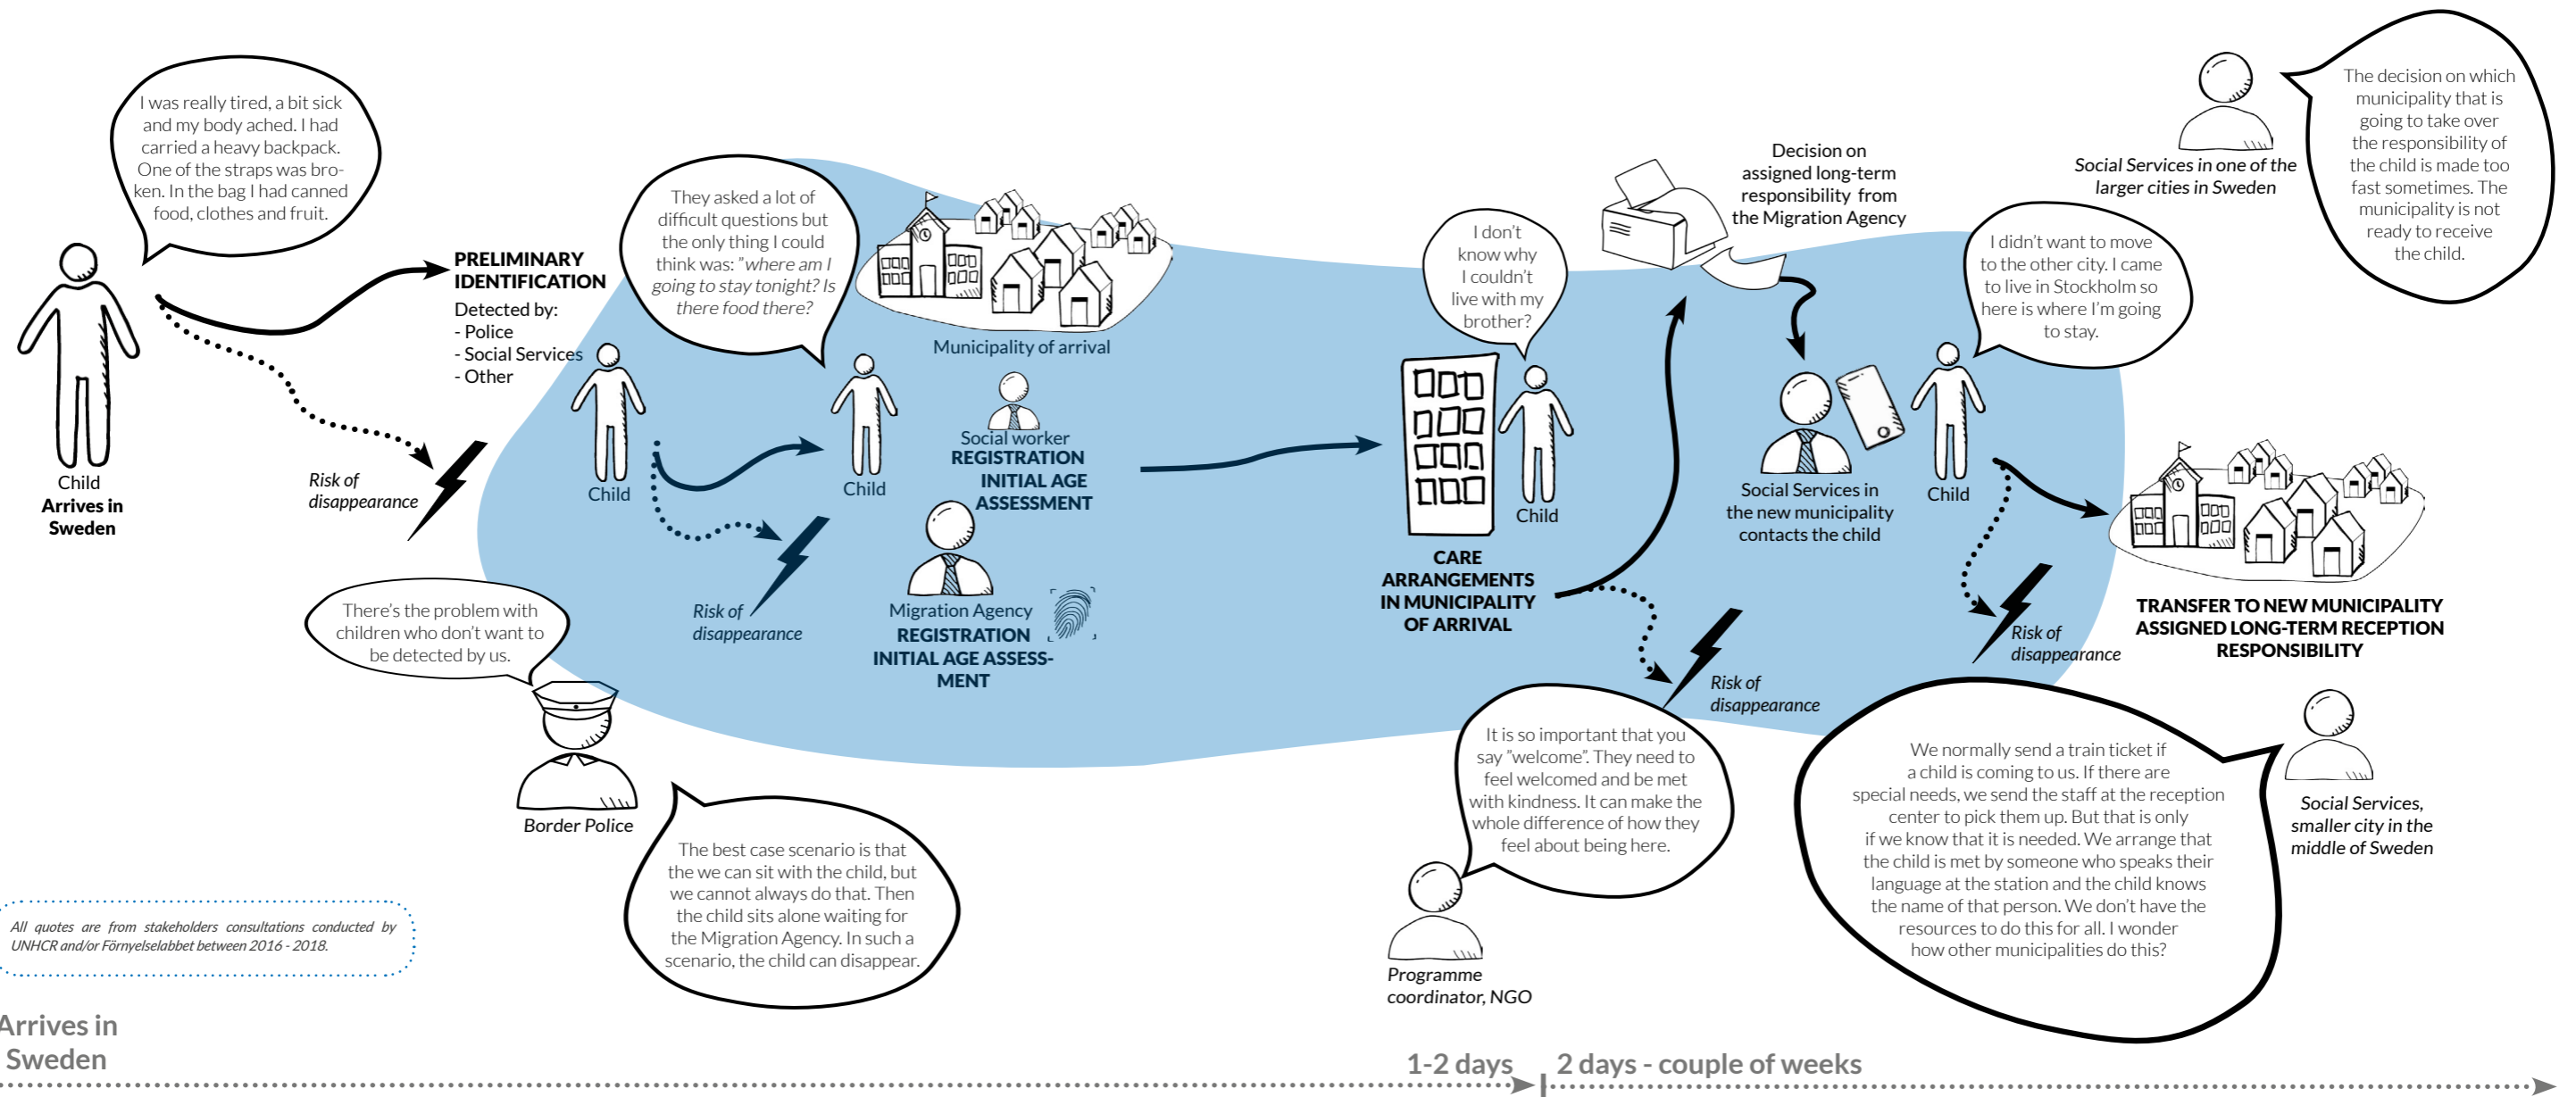 I was really tired, a bit sick
and my body ached. I had
carried a heavy backpack.
One of the straps was bro-
ken. In the bag I had canned
food, clothes and fruit.
Child
Arrives in
Sweden
PRELIMINARY
IDENTIFICATION
Detected by:
- Police
- Social Services
- Other
Risk of
disappearance
Child
They asked a lot of
difficult questions but
the only thing I could
think was: "where am I
going to stay tonight? Is
there food there?
Child
Municipality of arrival
Social worker
REGISTRATION
INITIAL AGE
ASSESSMENT
Risk of
disappearance
Migration Agency
REGISTRATION
INITIAL AGE ASSESS-
MENT
There's the problem with
children who don't want to
be detected by us.
Border Police
The best case scenario is that
the we can sit with the child, but
we cannot always do that. Then
the child sits alone waiting for
the Migration Agency. In such a
scenario, the child can disappear.
I don't
know why
I couldn't
live with my
brother?
Child
CARE
ARRANGEMENTS
IN MUNICIPALITY
OF ARRIVAL
Decision on
assigned long-term
responsibility from
the Migration Agency
Risk of
disappearance
It is so important that you
say "welcome". They need to
feel welcomed and be met
with kindness. It can make the
whole difference of how they
feel about being here.
Programme
coordinator, NGO
Social Services in
the new municipality
contacts the child
I didn't want to move
to the other city. I came
to live in Stockholm so
here is where I'm going
to stay.
Child
Social Services in one of the
larger cities in Sweden
The decision on which
municipality that is
going to take over
the responsibility of
the child is made too
fast sometimes. The
municipality is not
ready to receive
the child.
Risk of
disappearance
TRANSFER TO NEW MUNICIPALITY
ASSIGNED LONG-TERM RECEPTION
RESPONSIBILITY
We normally send a train ticket if
a child is coming to us. If there are
special needs, we send the staff at the reception
center to pick them up. But that is only
if we know that it is needed. We arrange that
the child is met by someone who speaks their
language at the station and the child knows
the name of that person. We don't have the
resources to do this for all. I wonder
how other municipalities do this?
Social Services,
smaller city in the
middle of Sweden
All quotes are from stakeholders consultations conducted by
UNHCR and/or Förnyelselabbet between 2016 - 2018.
Arrives in
Sweden
1-2 days
2 days - couple of weeks